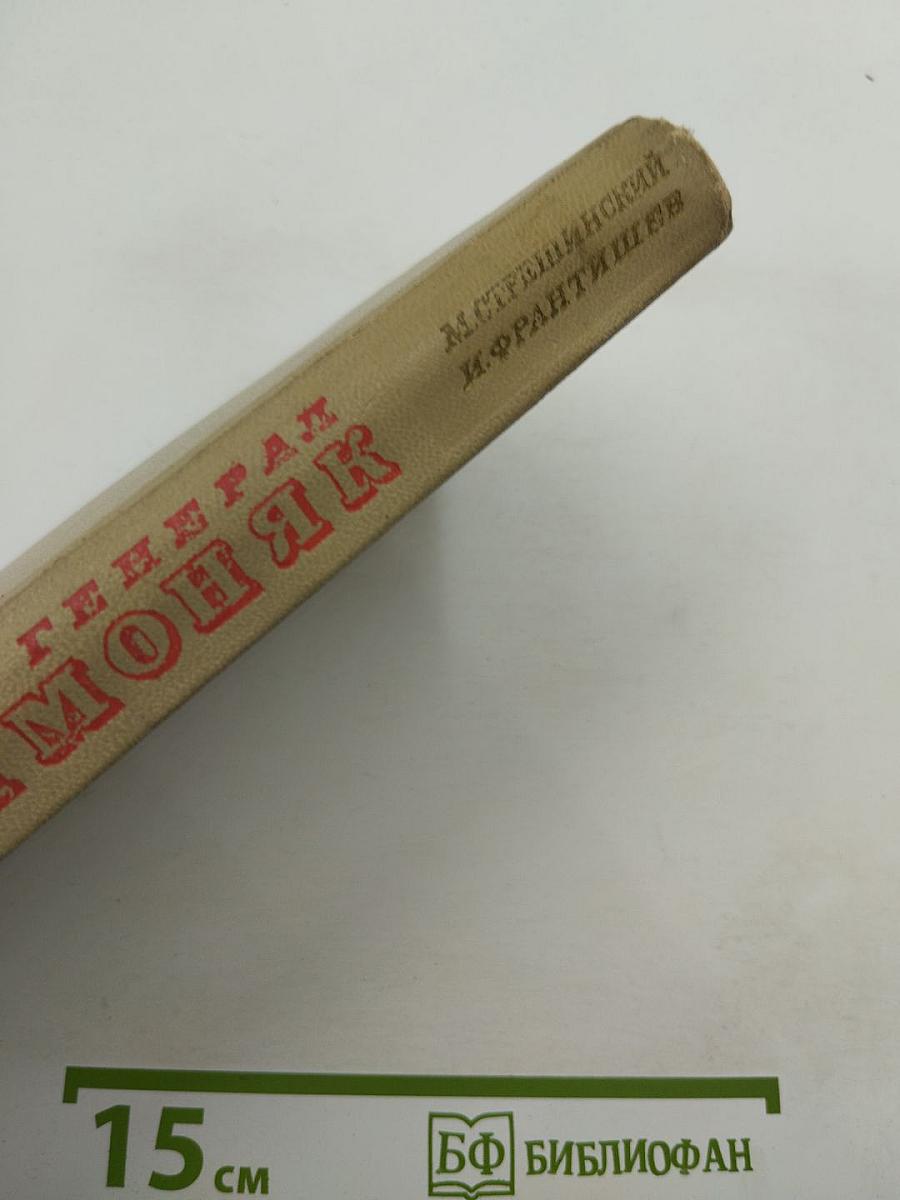 М. СТРЕШИНСКИЙ
И. ФРАНТИШЕВ
ГЕНЕРАЛ
МОНЯК
15 см
БФ БИБЛИОФАН